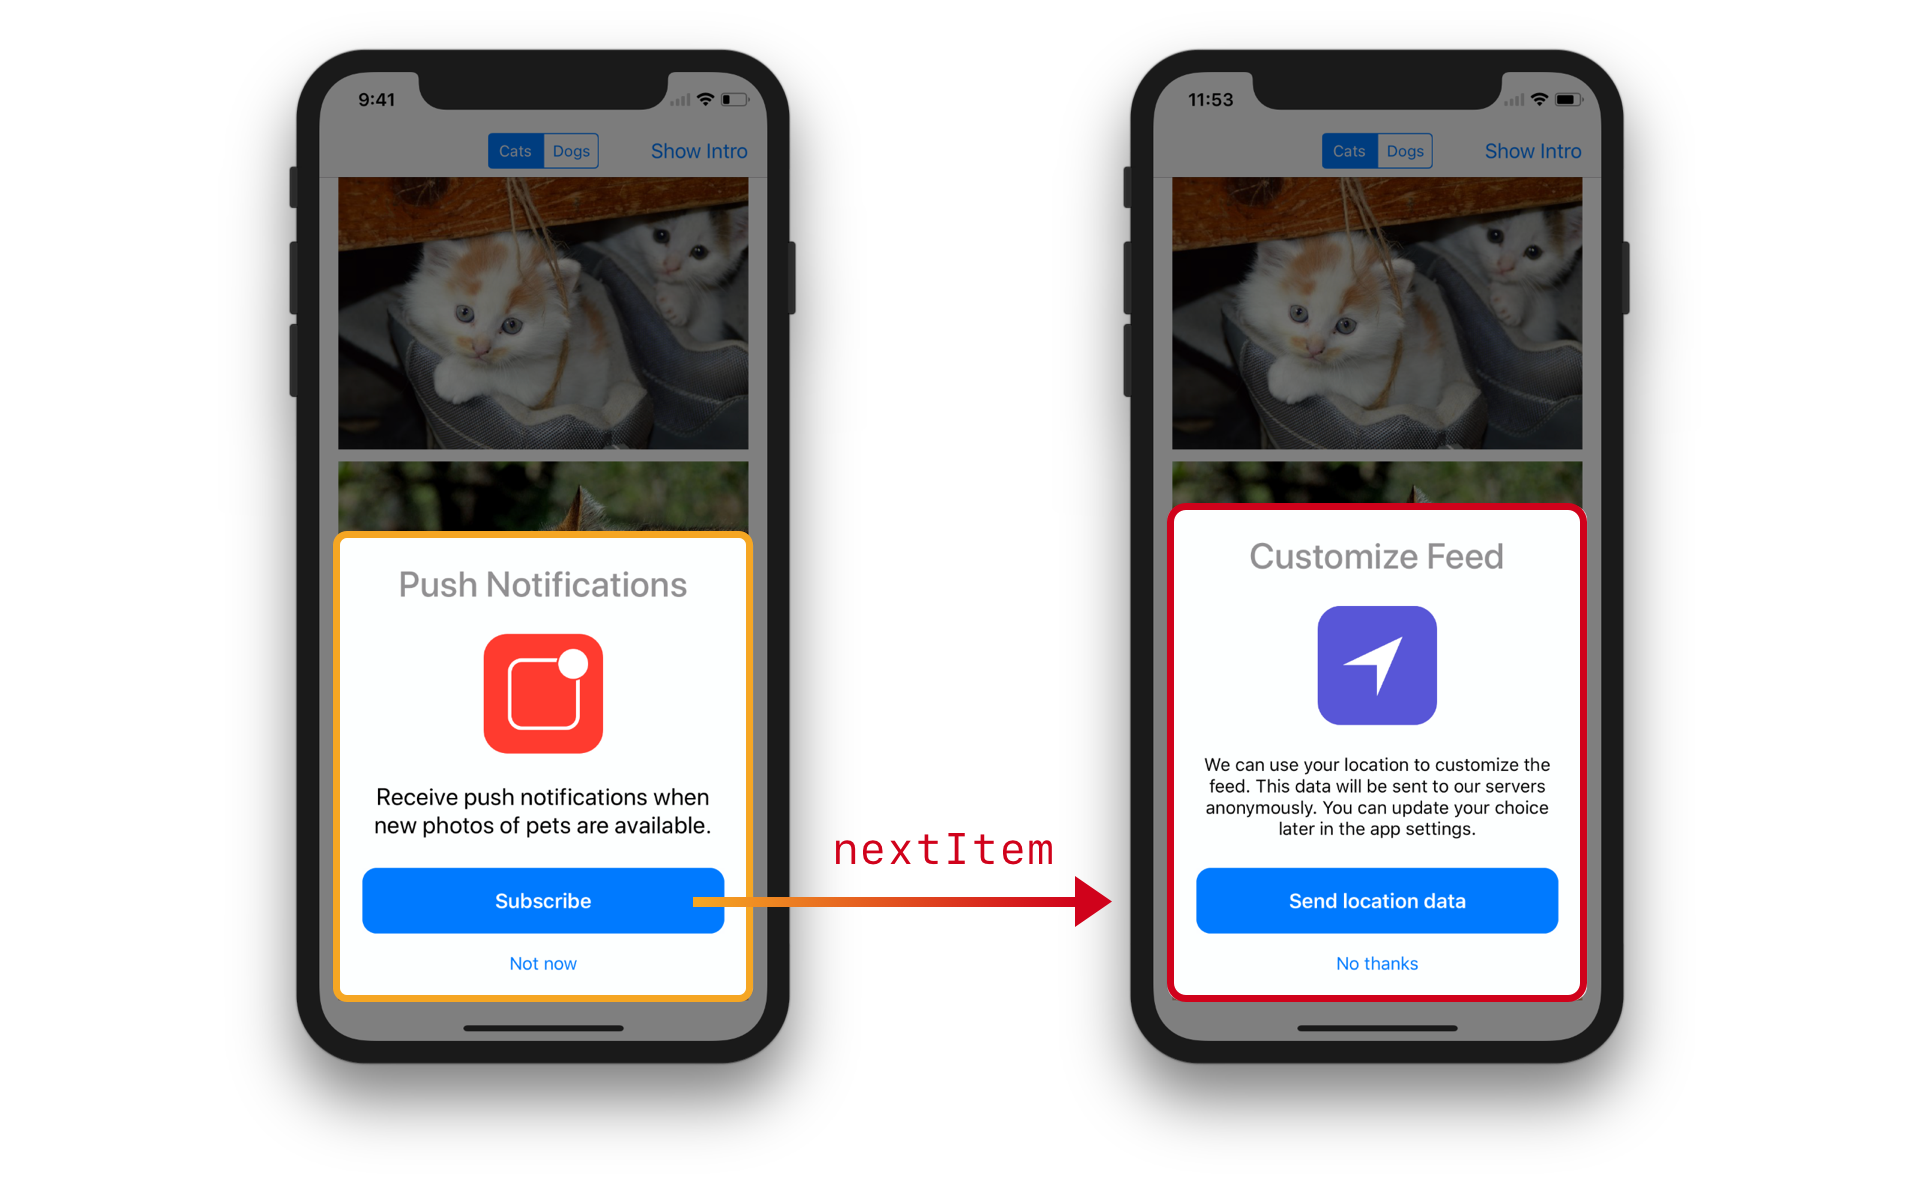 9:41
Cats
Dogs
Show Intro
Push Notifications
Receive push notifications when
new photos of pets are available.
Subscribe
Not now
nextItem
11:53
Cats
Dogs
Show Intro
Customize Feed
We can use your location to customize the
feed. This data will be sent to our servers
anonymously. You can update your choice
later in the app settings.
Send location data
No thanks